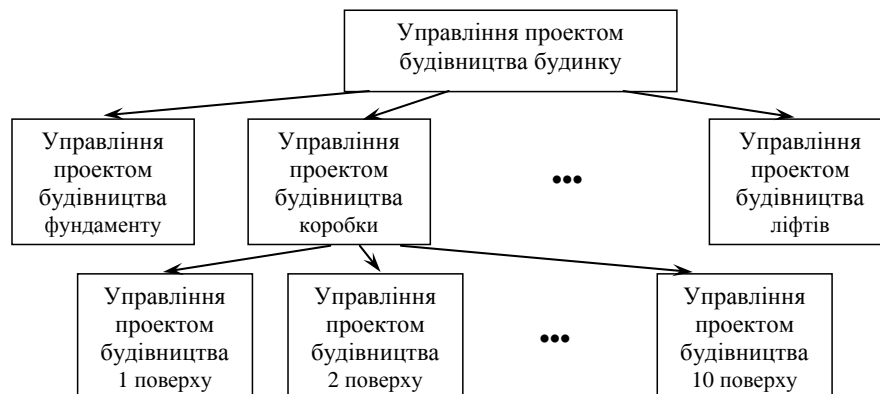 Управління проектом
будівництва будинку
Управління
проектом
будівництва
фундаменту
Управління
проектом
будівництва
коробки
•••
Управління
проектом
будівництва
ліфтів
Управління
проектом
будівництва
1 поверху
Управління
проектом
будівництва
2 поверху
•••
Управління
проектом
будівництва
10 поверху